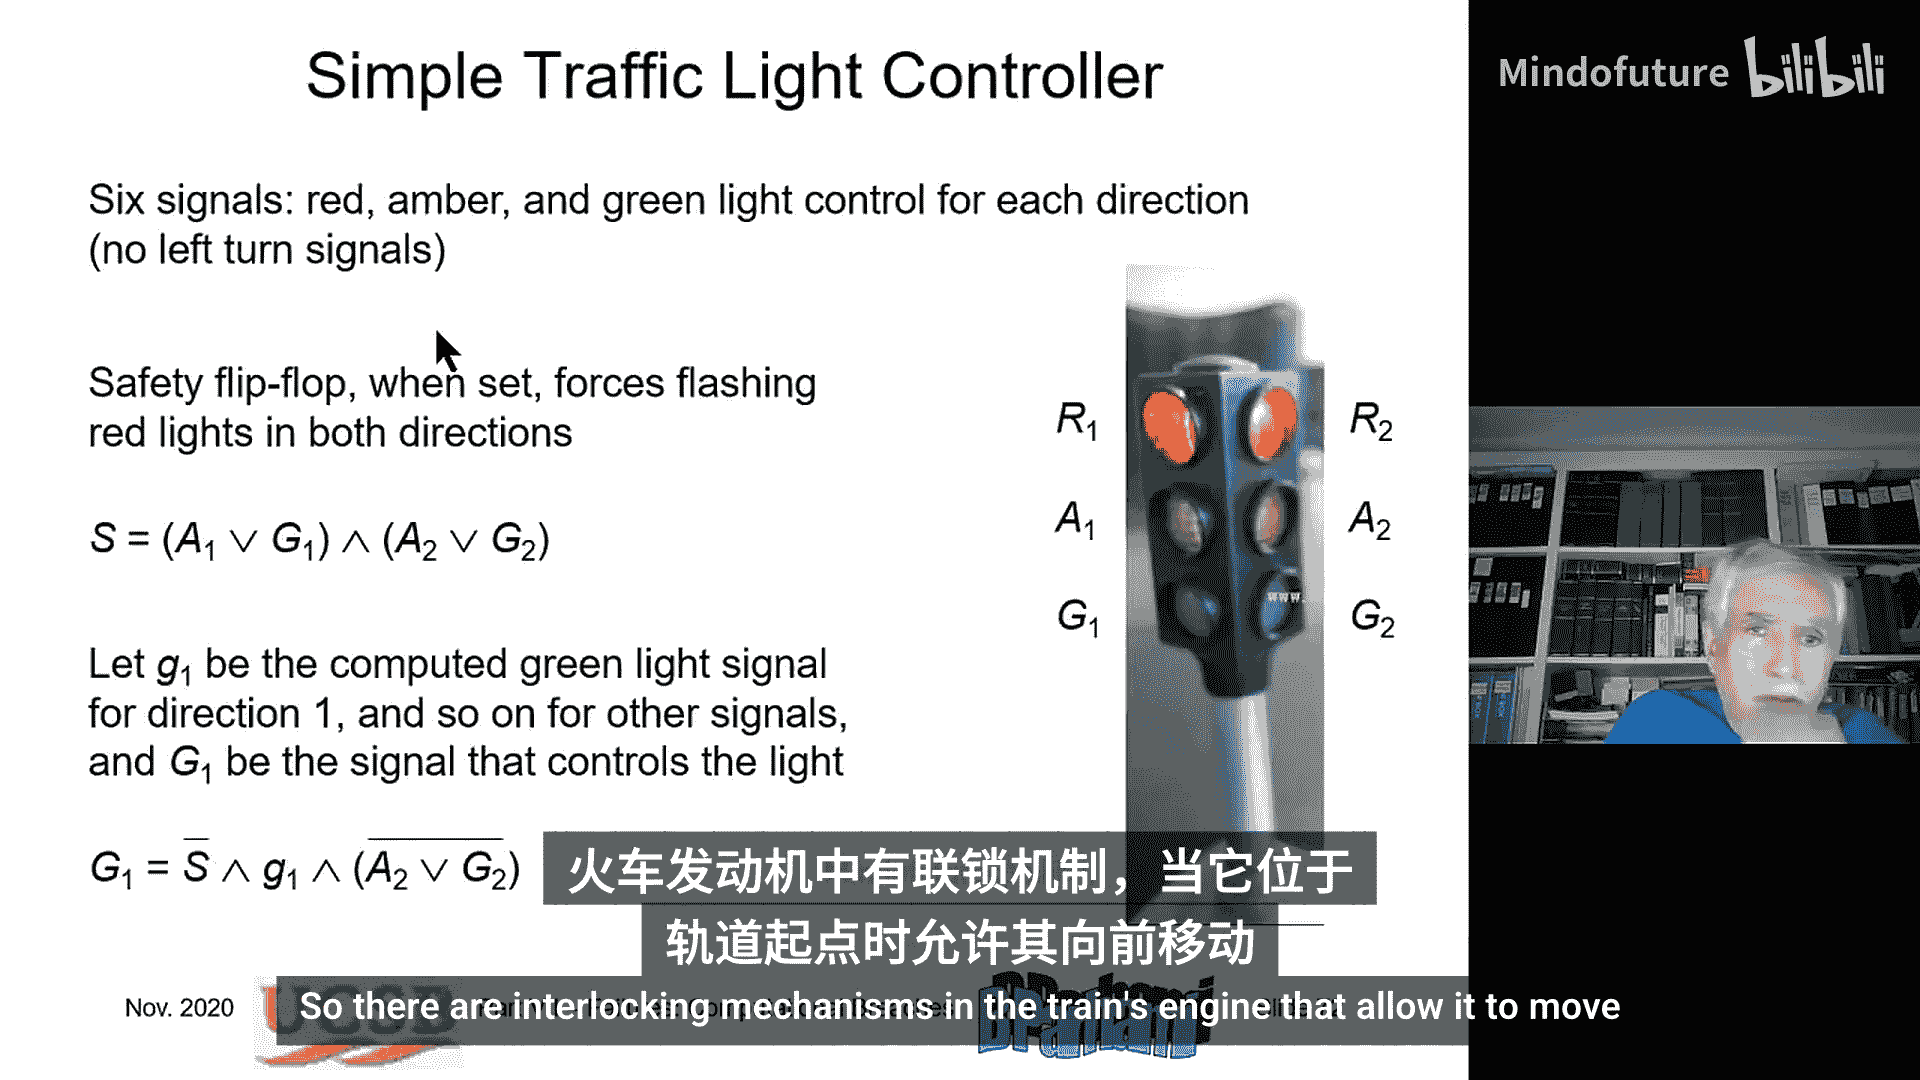 Simple Traffic Light Controller
Mindofuture bilibili
Six signals: red, amber, and green light control for each direction
(no left turn signals)
Safety flip-flop, when set, forces flashing
red lights in both directions
R₁ R₂
A₁ A₂
G₁ G₂
www.
S = (A₁ ∨ G₁) ∧ (A₂ ∨ G₂)
Let g₁ be the computed green light signal
for direction 1, and so on for other signals,
and G₁ be the signal that controls the light
G₁ = S̅ ∧ g₁ ∧ (A̅₂̅ ̅∨̅ ̅G̅₂̅)
火车发动机中有联锁机制，当它位于
轨道起点时允许其向前移动
Nov. 2020
UCSB
So there are interlocking mechanisms in the train's engine that allow it to move